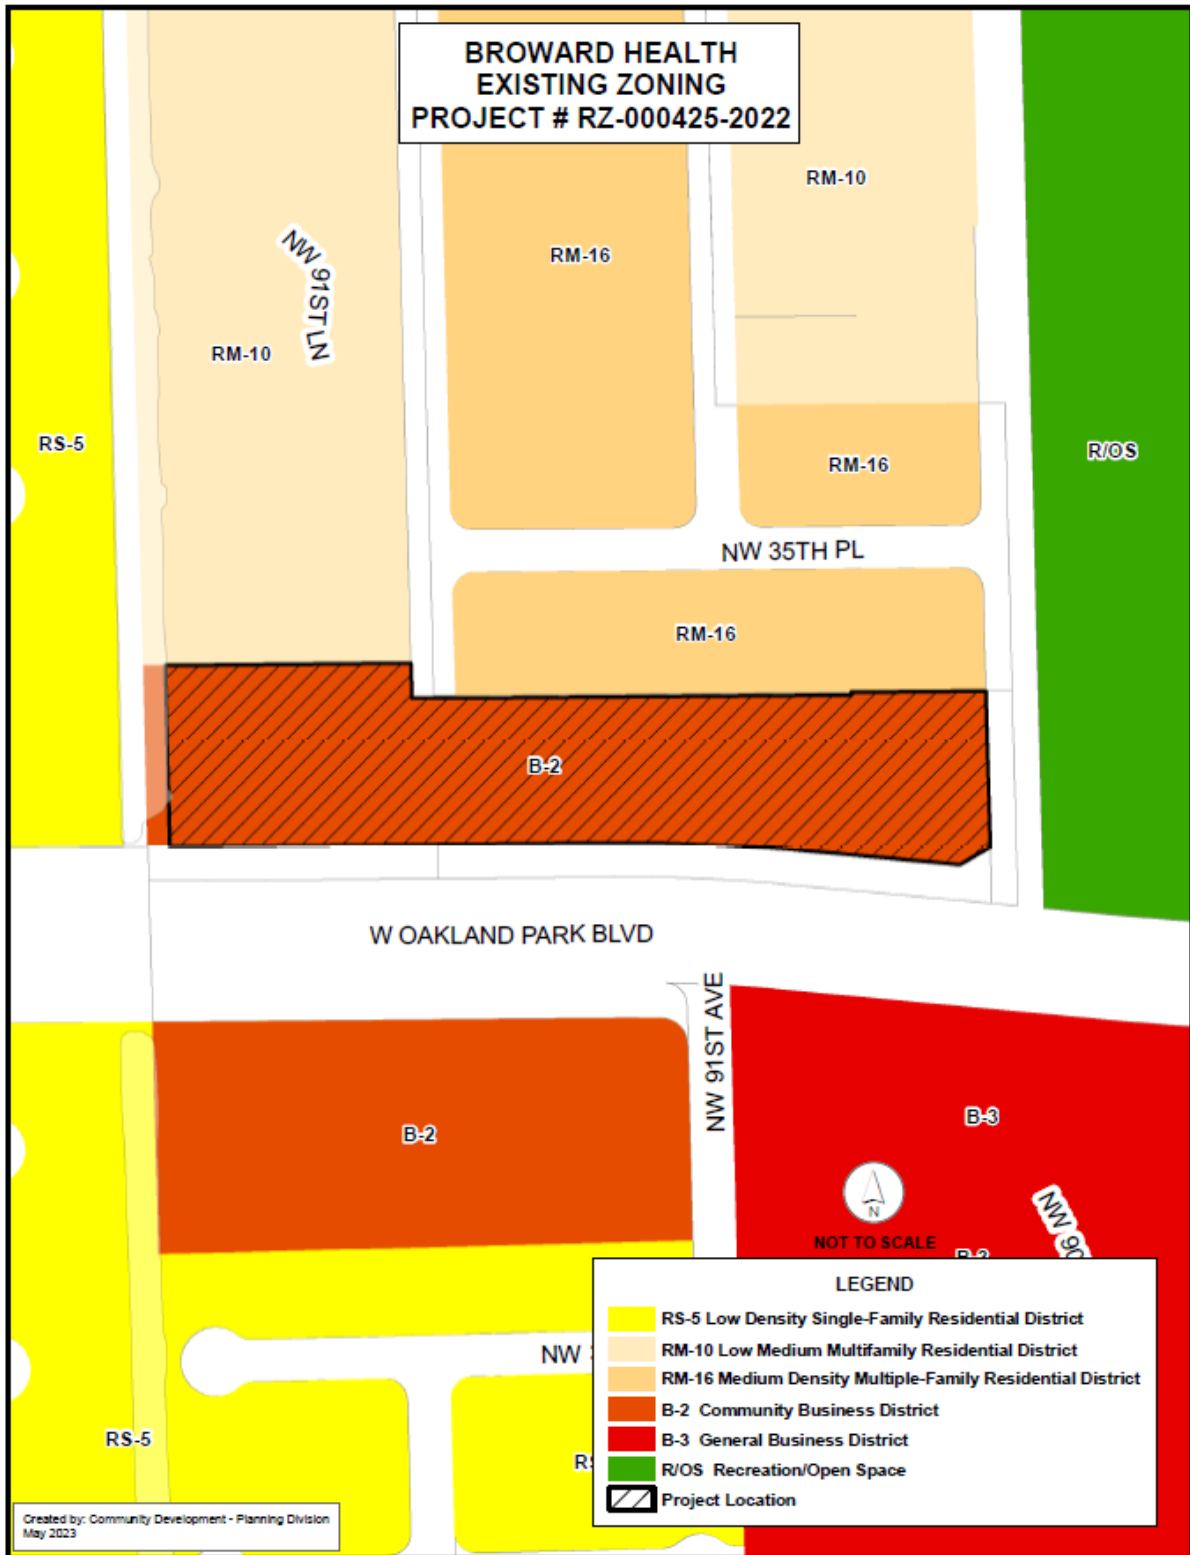 BROWARD HEALTH
EXISTING ZONING
PROJECT # RZ-000425-2022
RM-10
RM-16
NW 91ST LN
RM-10
RS-5
R/OS
RM-16
NW 35TH PL
RM-16
B-2
W OAKLAND PARK BLVD
NW 91ST AVE
B-3
B-2
N
NOT TO SCALE
NW 90
LEGEND
RS-5 Low Density Single-Family Residential District
RM-10 Low Medium Multifamily Residential District
RM-16 Medium Density Multiple-Family Residential District
B-2 Community Business District
B-3 General Business District
R/OS Recreation/Open Space
Project Location
NW
RS-5
Created by: Community Development - Planning Division
May 2023